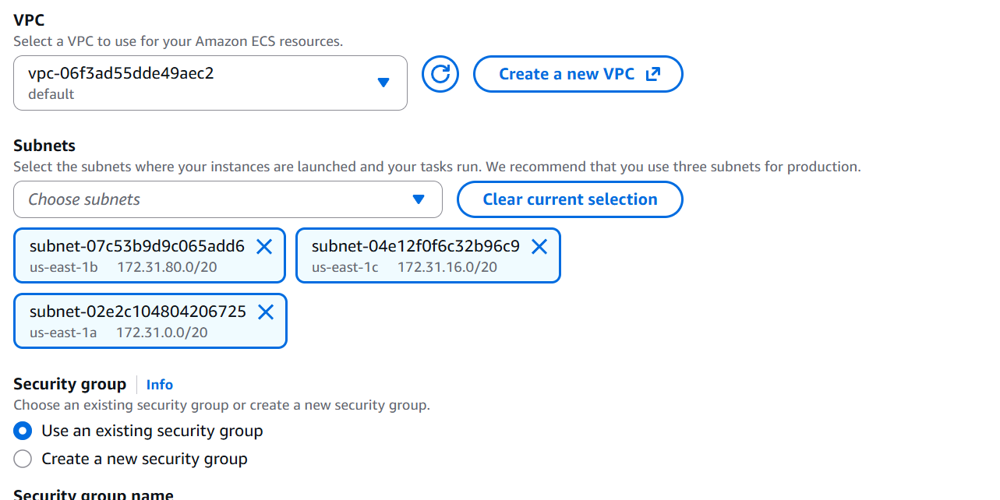 VPC
Select a VPC to use for your Amazon ECS resources.
vpc-06f3ad55dde49aec2
default
Create a new VPC
Subnets
Select the subnets where your instances are launched and your tasks run. We recommend that you use three subnets for production.
Choose subnets
Clear current selection
subnet-07c53b9d9c065add6
us-east-1b 172.31.80.0/20
subnet-04e12f0f6c32b96c9
us-east-1c 172.31.16.0/20
subnet-02e2c104804206725
us-east-1a 172.31.0.0/20
Security group Info
Choose an existing security group or create a new security group.
Use an existing security group
Create a new security group
Security group name